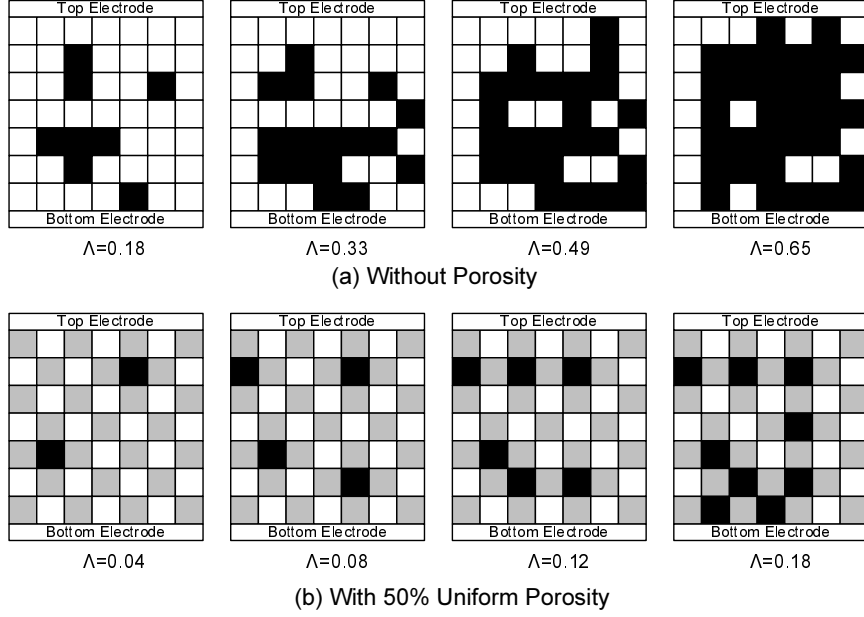 Top Electrode Top Electrode Top Electrode Top Electrode
Bottom Electrode Bottom Electrode Bottom Electrode Bottom Electrode
Λ=0.18 Λ=0.33 Λ=0.49 Λ=0.65
(a) Without Porosity
Top Electrode Top Electrode Top Electrode Top Electrode
Bottom Electrode Bottom Electrode Bottom Electrode Bottom Electrode
Λ=0.04 Λ=0.08 Λ=0.12 Λ=0.18
(b) With 50% Uniform Porosity